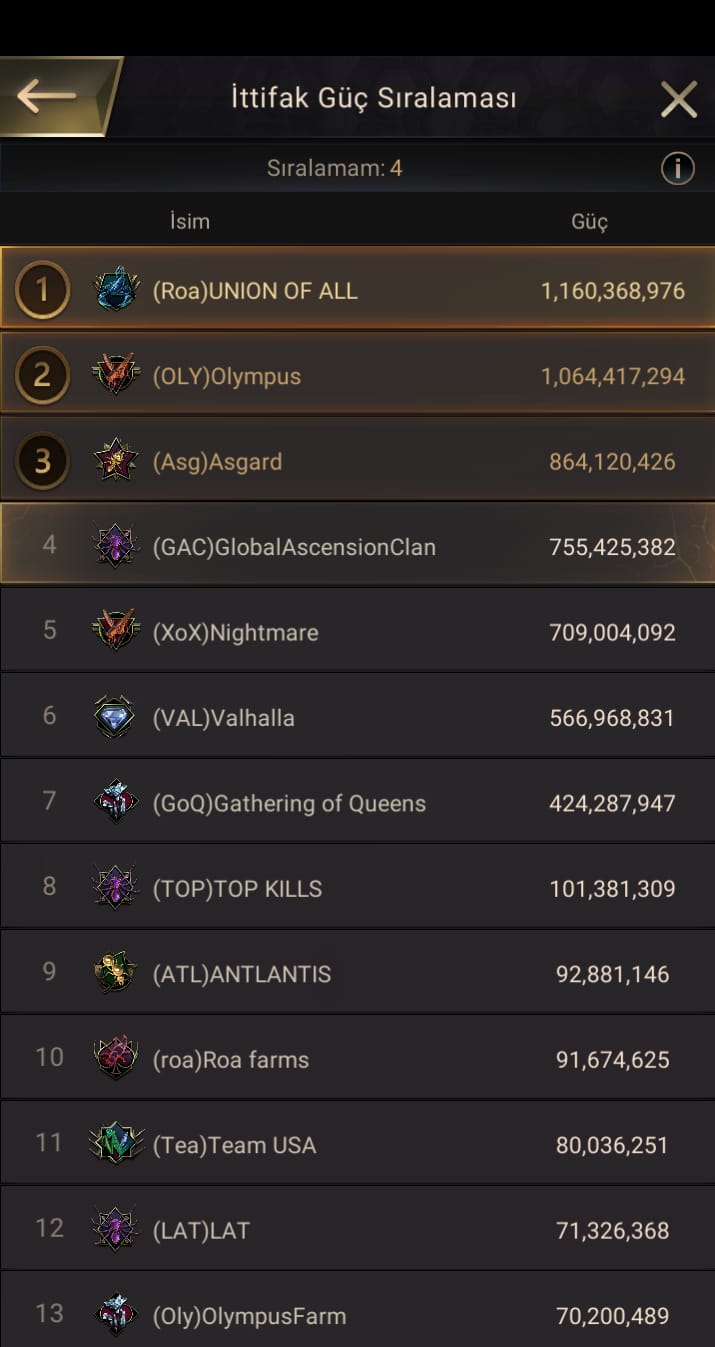 İttifak Güç Sıralaması
Sıralamam: 4
İsim Güç
1 (Roa)UNION OF ALL 1,160,368,976
2 (OLY)Olympus 1,064,417,294
3 (Asg)Asgard 864,120,426
4 (GAC)GlobalAscensionClan 755,425,382
5 (XoX)Nightmare 709,004,092
6 (VAL)Valhalla 566,968,831
7 (GoQ)Gathering of Queens 424,287,947
8 (TOP)TOP KILLS 101,381,309
9 (ATL)ANTLANTIS 92,881,146
10 (roa)Roa farms 91,674,625
11 (Tea)Team USA 80,036,251
12 (LAT)LAT 71,326,368
13 (Oly)OlympusFarm 70,200,489